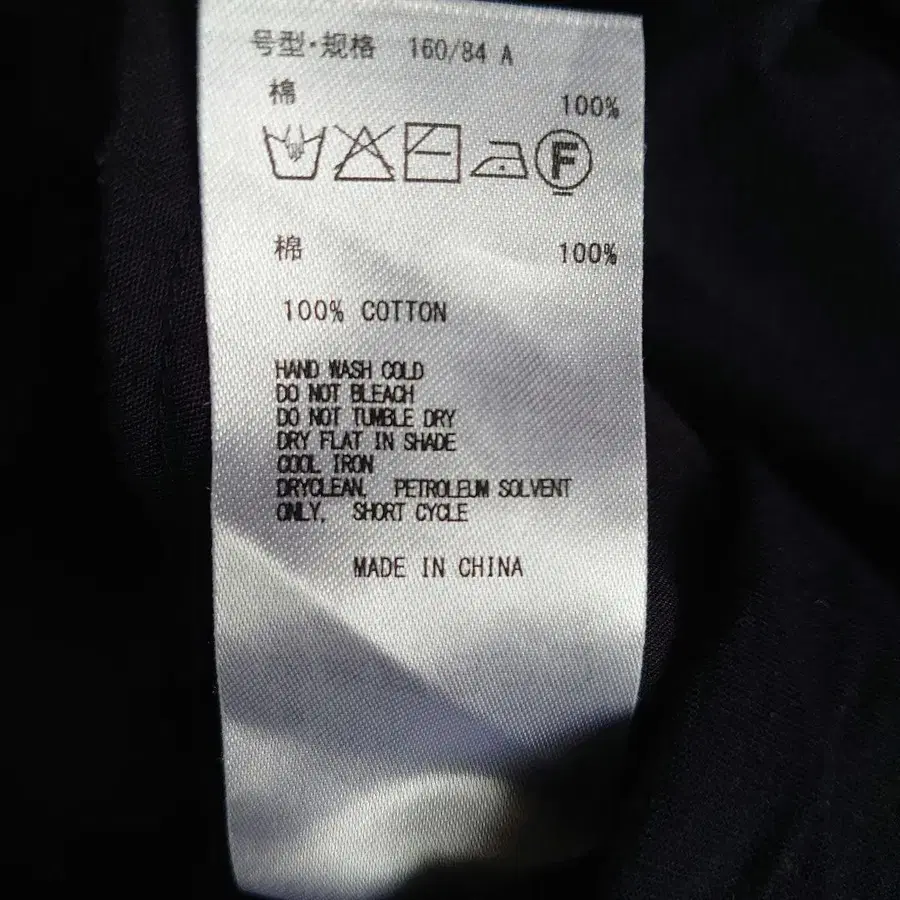 号型·规格 160/84 A
棉 100%
F
棉 100%
100% COTTON
HAND WASH COLD
DO NOT BLEACH
DO NOT TUMBLE DRY
DRY FLAT IN SHADE
COOL IRON
DRYCLEAN. PETROLEUM SOLVENT
ONLY. SHORT CYCLE
MADE IN CHINA